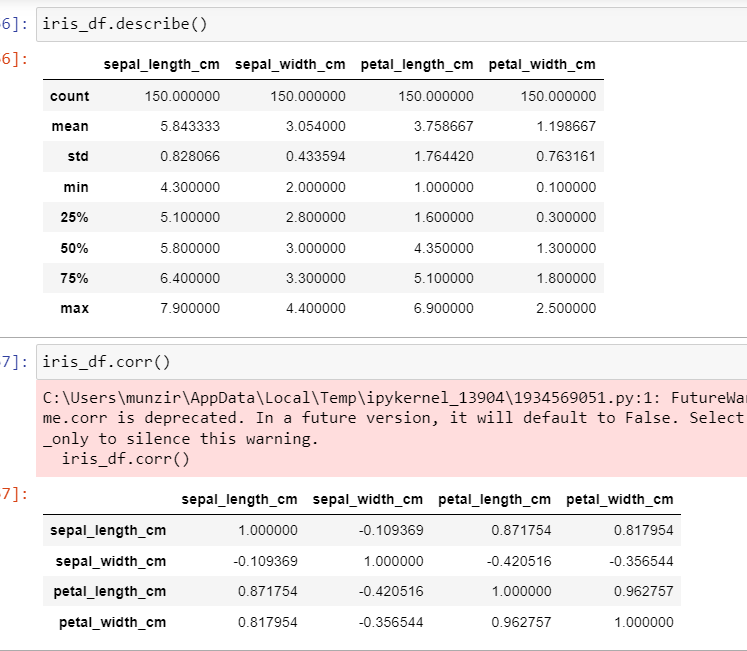 6]: iris_df.describe()
6]:
sepal_length_cm sepal_width_cm petal_length_cm petal_width_cm
count 150.000000 150.000000 150.000000 150.000000
mean 5.843333 3.054000 3.758667 1.198667
std 0.828066 0.433594 1.764420 0.763161
min 4.300000 2.000000 1.000000 0.100000
25% 5.100000 2.800000 1.600000 0.300000
50% 5.800000 3.000000 4.350000 1.300000
75% 6.400000 3.300000 5.100000 1.800000
max 7.900000 4.400000 6.900000 2.500000
7]: iris_df.corr()
C:\Users\munzir\AppData\Local\Temp\ipykernel_13904\1934569051.py:1: FutureWar
me.corr is deprecated. In a future version, it will default to False. Select
_only to silence this warning.
iris_df.corr()
7]:
sepal_length_cm sepal_width_cm petal_length_cm petal_width_cm
sepal_length_cm 1.000000 -0.109369 0.871754 0.817954
sepal_width_cm -0.109369 1.000000 -0.420516 -0.356544
petal_length_cm 0.871754 -0.420516 1.000000 0.962757
petal_width_cm 0.817954 -0.356544 0.962757 1.000000